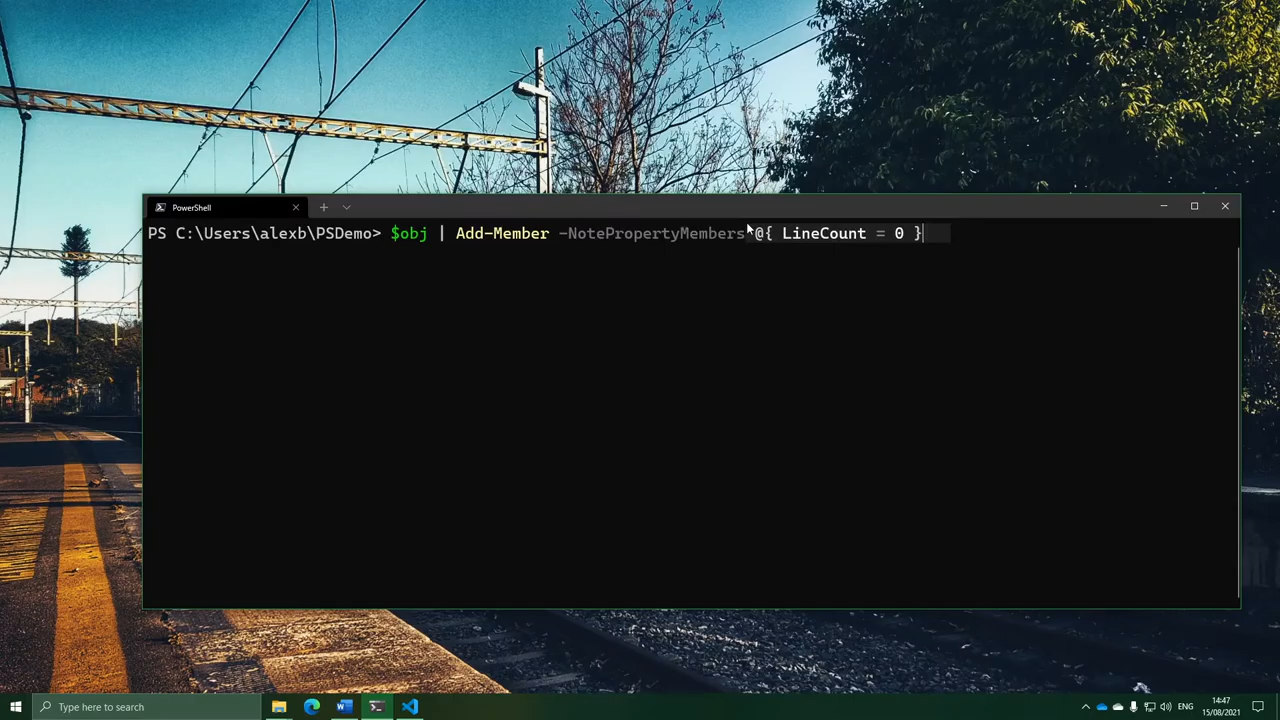 PowerShell
PS C:\Users\alexb\PSDemo> $obj | Add-Member -NotePropertyMembers @{ LineCount = 0 }
Type here to search
ENG
14:47
15/08/2021